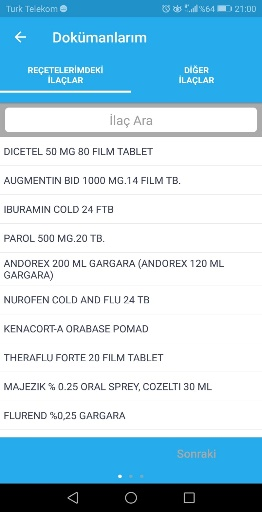 Turk Telekom %64 21:00
Dokümanlarım
REÇETELERİMDEKİ
İLAÇLAR
DİĞER
İLAÇLAR
İlaç Ara
DICETEL 50 MG 80 FILM TABLET
AUGMENTIN BID 1000 MG.14 FILM TB.
IBURAMIN COLD 24 FTB
PAROL 500 MG.20 TB.
ANDOREX 200 ML GARGARA (ANDOREX 120 ML
GARGARA)
NUROFEN COLD AND FLU 24 TB
KENACORT-A ORABASE POMAD
THERAFLU FORTE 20 FILM TABLET
MAJEZIK % 0.25 ORAL SPREY, COZELTI 30 ML
FLUREND %0,25 GARGARA
Sonraki